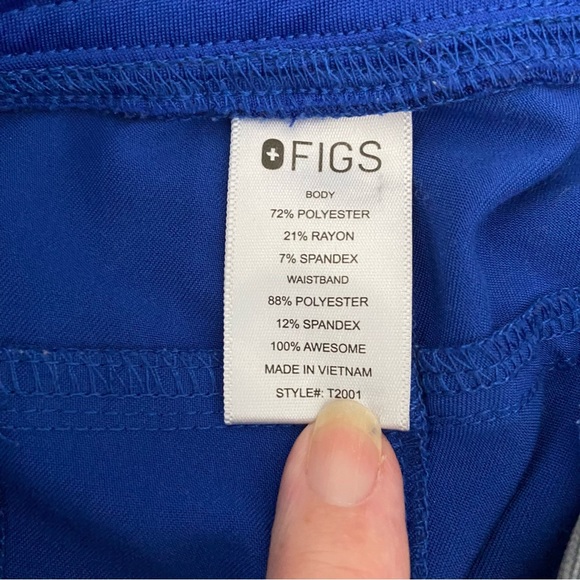 FIGS
BODY
72% POLYESTER
21% RAYON
7% SPANDEX
WAISTBAND
88% POLYESTER
12% SPANDEX
100% AWESOME
MADE IN VIETNAM
STYLE#: T2001